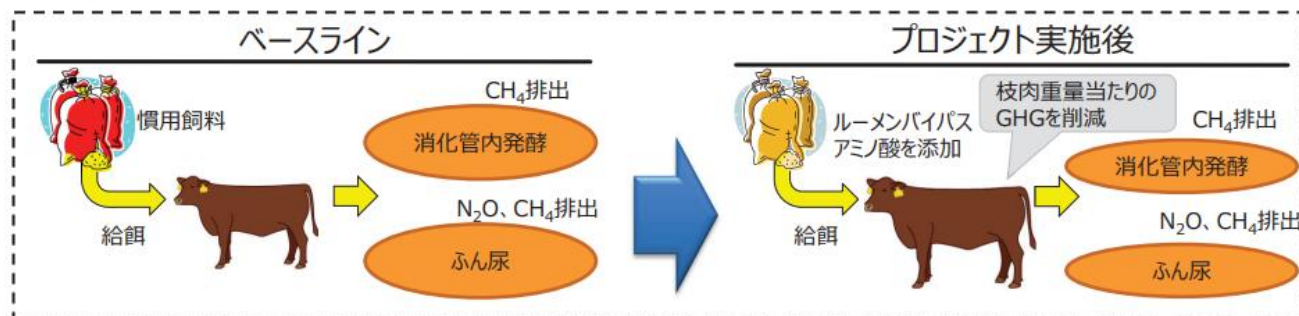 ベースライン
慣用飼料
給餌
CH₄排出
消化管内発酵
N₂O、CH₄排出
ふん尿
プロジェクト実施後
ルーメンバイパス
アミノ酸を添加
給餌
枝肉重量当たりの
GHGを削減
CH₄排出
消化管内発酵
N₂O、CH₄排出
ふん尿